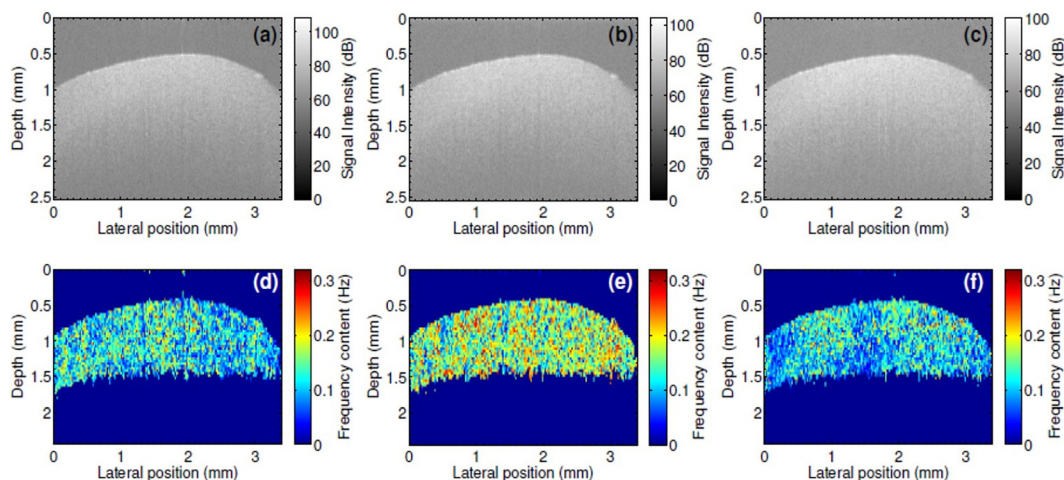 (a)
0
0.5
1
1.5
2
2.5
Depth (mm)
0 1 2 3
Lateral position (mm)
100
80
60
40
20
0
Signal Intensity (dB)
(b)
0
0.5
1
1.5
2
2.5
Depth (mm)
0 1 2 3
Lateral position (mm)
100
80
60
40
20
0
Signal Intensity (dB)
(c)
0
0.5
1
1.5
2
2.5
Depth (mm)
0 1 2 3
Lateral position (mm)
100
80
60
40
20
0
Signal Intensity (dB)
(d)
0
0.5
1
1.5
2
Depth (mm)
0 1 2 3
Lateral position (mm)
0.3
0.2
0.1
0
Frequency content (Hz)
(e)
0
0.5
1
1.5
2
Depth (mm)
0 1 2 3
Lateral position (mm)
0.3
0.2
0.1
0
Frequency content (Hz)
(f)
0
0.5
1
1.5
2
Depth (mm)
0 1 2 3
Lateral position (mm)
0.3
0.2
0.1
0
Frequency content (Hz)